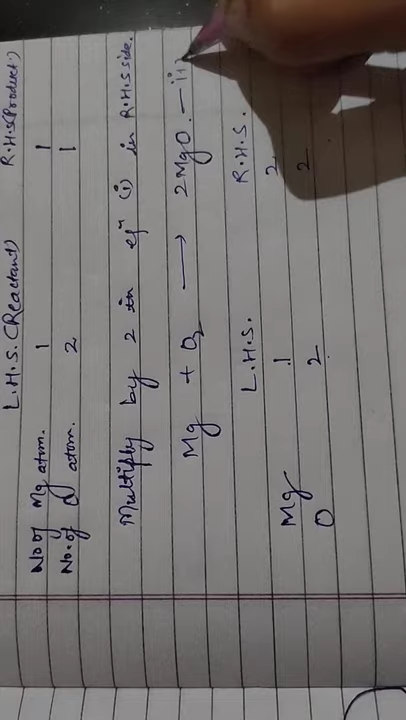 L.H.S. (Reactant) R.H.S (Product)
No of Mg atom. 1 1
No. of O atom. 2 1
Multiply by 2 in eqn (i) in R.H.S side.
Mg + O2 → 2MgO. — ii)
L.H.S. R.H.S.
Mg 1 2
O 2 2